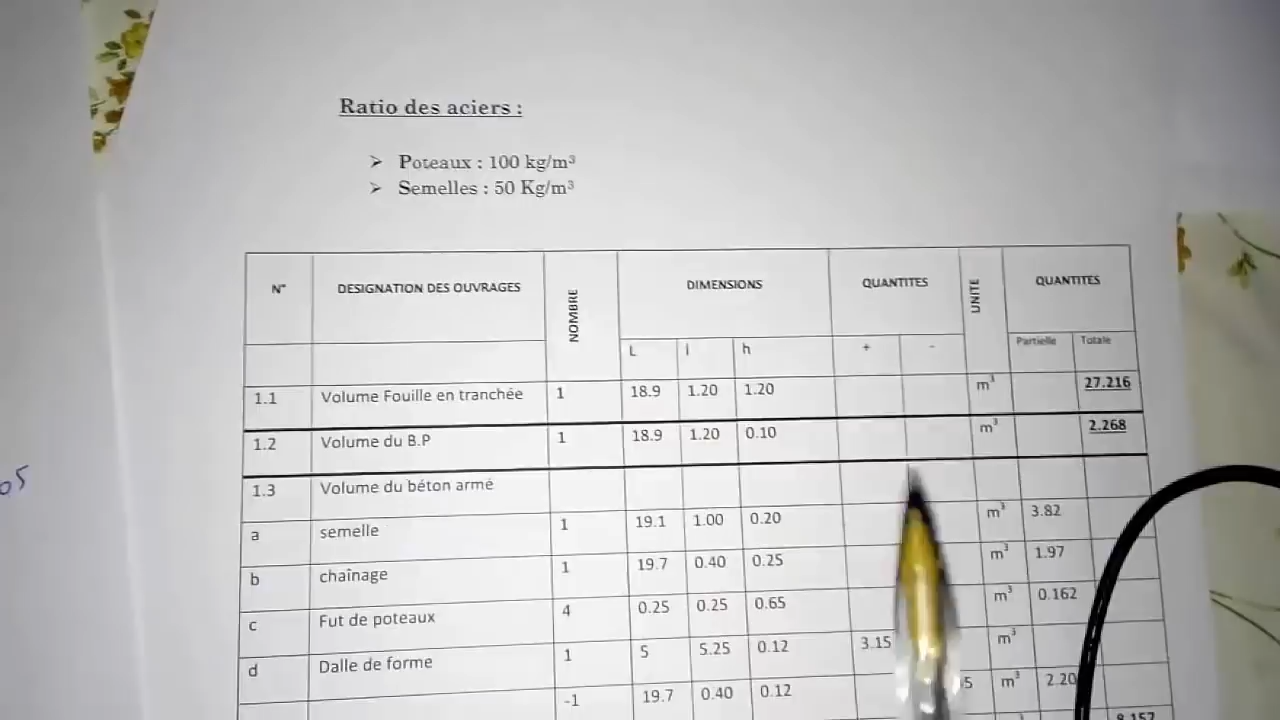 Ratio des aciers :
➢ Poteaux : 100 kg/m³
➢ Semelles : 50 Kg/m³
N° DESIGNATION DES OUVRAGES NOMBRE DIMENSIONS QUANTITES UNITE QUANTITES
L l h + - Partielle Totale
1.1 Volume Fouille en tranchée 1 18.9 1.20 1.20 m³ 27.216
1.2 Volume du B.P 1 18.9 1.20 0.10 m³ 2.268
1.3 Volume du béton armé
a semelle 1 19.1 1.00 0.20 m³ 3.82
b chaînage 1 19.7 0.40 0.25 m³ 1.97
c Fut de poteaux 4 0.25 0.25 0.65 m³ 0.162
d Dalle de forme 1 5 5.25 0.12 3.15 m³
-1 19.7 0.40 0.12 5 m³ 2.20
8.157
05